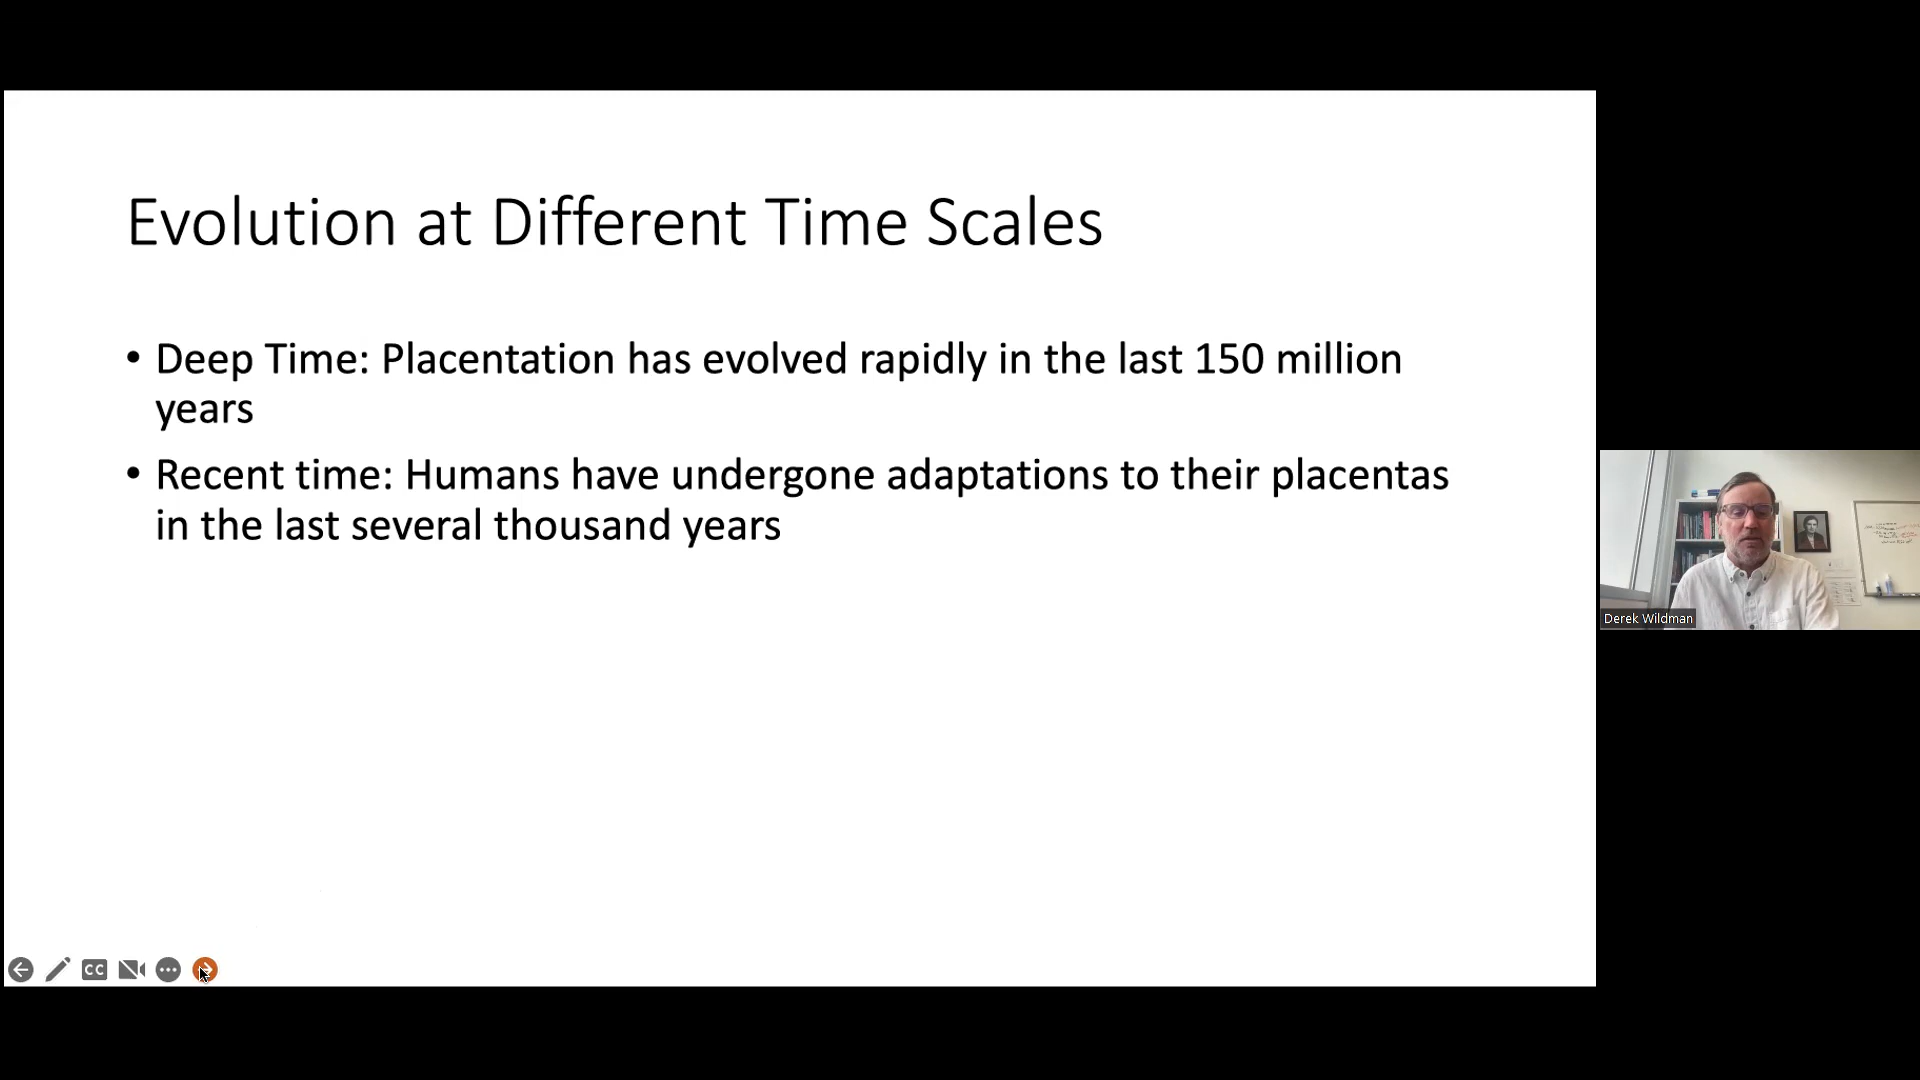 Evolution at Different Time Scales
• Deep Time: Placentation has evolved rapidly in the last 150 million
years
• Recent time: Humans have undergone adaptations to their placentas
in the last several thousand years
CC
Derek Wildman